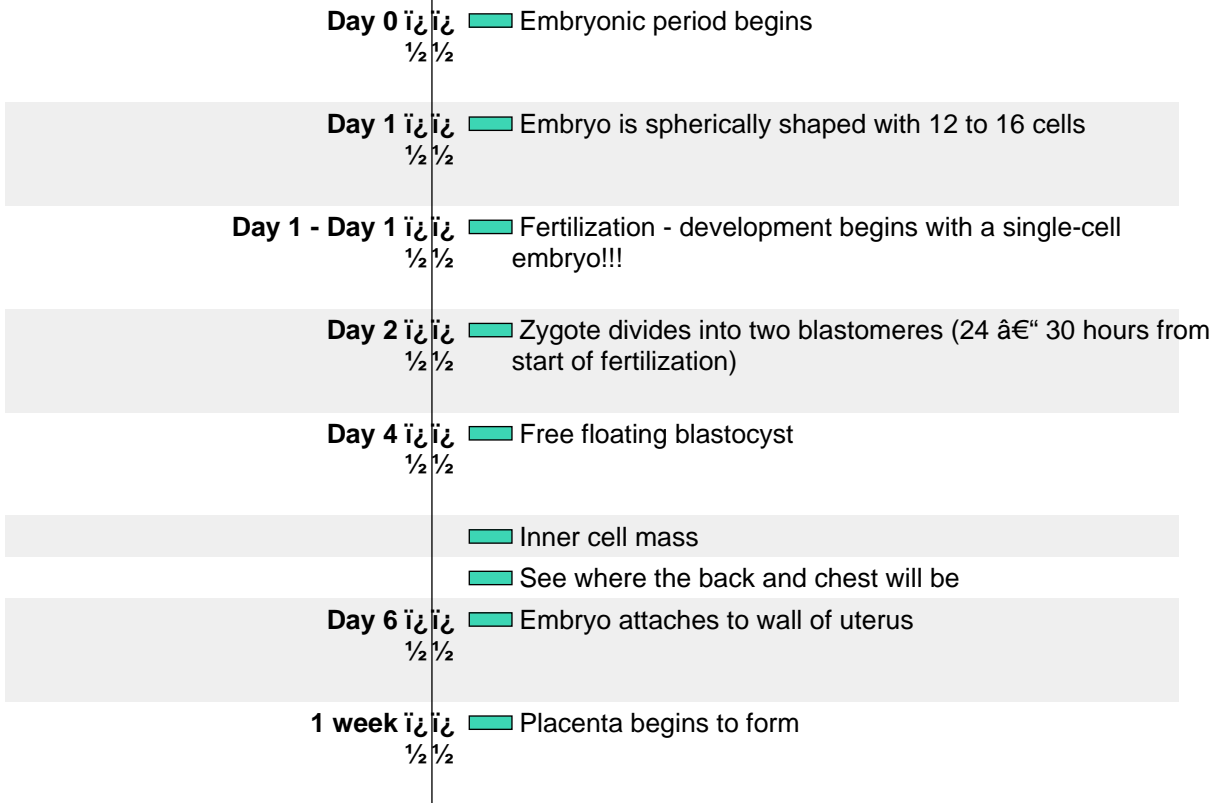 Day 0 ï¿ï¿ Embryonic period begins
½½
Day 1 ï¿ï¿ Embryo is spherically shaped with 12 to 16 cells
½½
Day 1 - Day 1 ï¿ï¿ Fertilization - development begins with a single-cell
½½ embryo!!!
Day 2 ï¿ï¿ Zygote divides into two blastomeres (24 â€“ 30 hours from
½½ start of fertilization)
Day 4 ï¿ï¿ Free floating blastocyst
½½
Inner cell mass
See where the back and chest will be
Day 6 ï¿ï¿ Embryo attaches to wall of uterus
½½
1 week ï¿ï¿ Placenta begins to form
½½